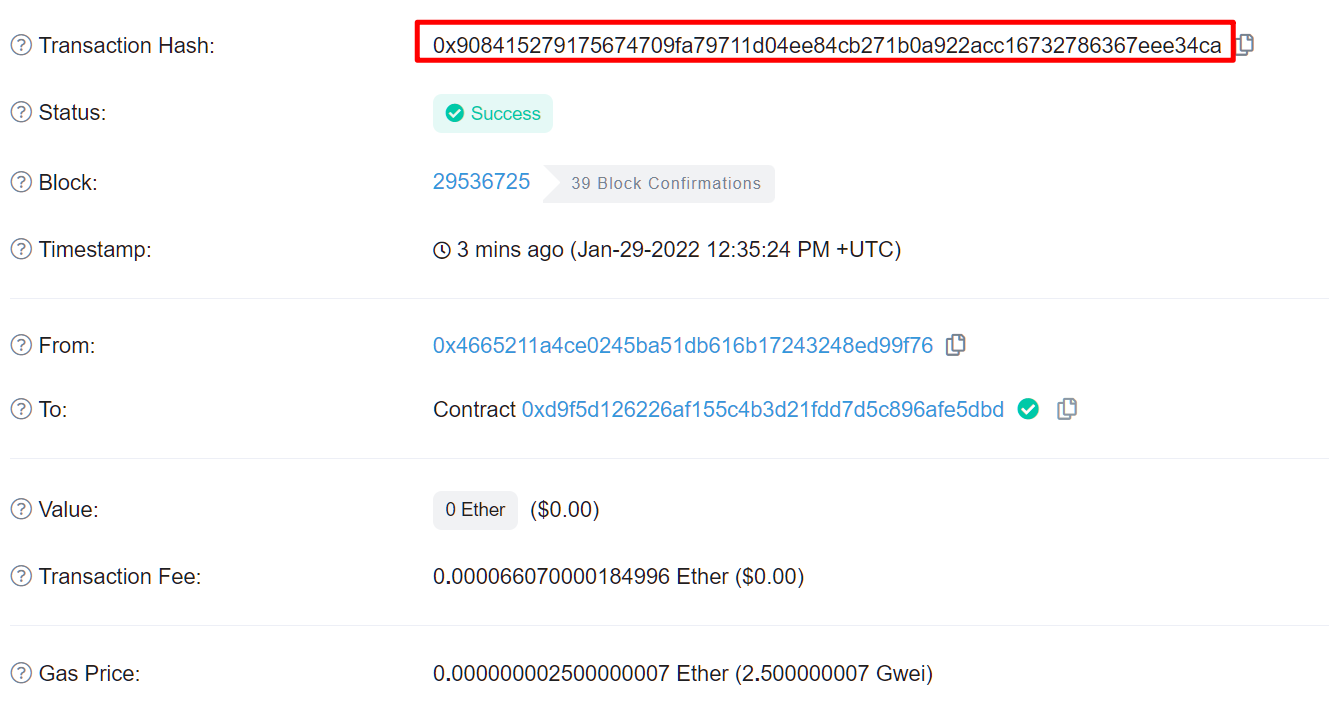 Transaction Hash: 0x908415279175674709fa79711d04ee84cb271b0a922acc16732786367eee34ca
Status: Success
Block: 29536725 39 Block Confirmations
Timestamp: 3 mins ago (Jan-29-2022 12:35:24 PM +UTC)
From: 0x4665211a4ce0245ba51db616b17243248ed99f76
To: Contract 0xd9f5d126226af155c4b3d21fdd7d5c896afe5dbd
Value: 0 Ether ($0.00)
Transaction Fee: 0.000066070000184996 Ether ($0.00)
Gas Price: 0.000000002500000007 Ether (2.500000007 Gwei)